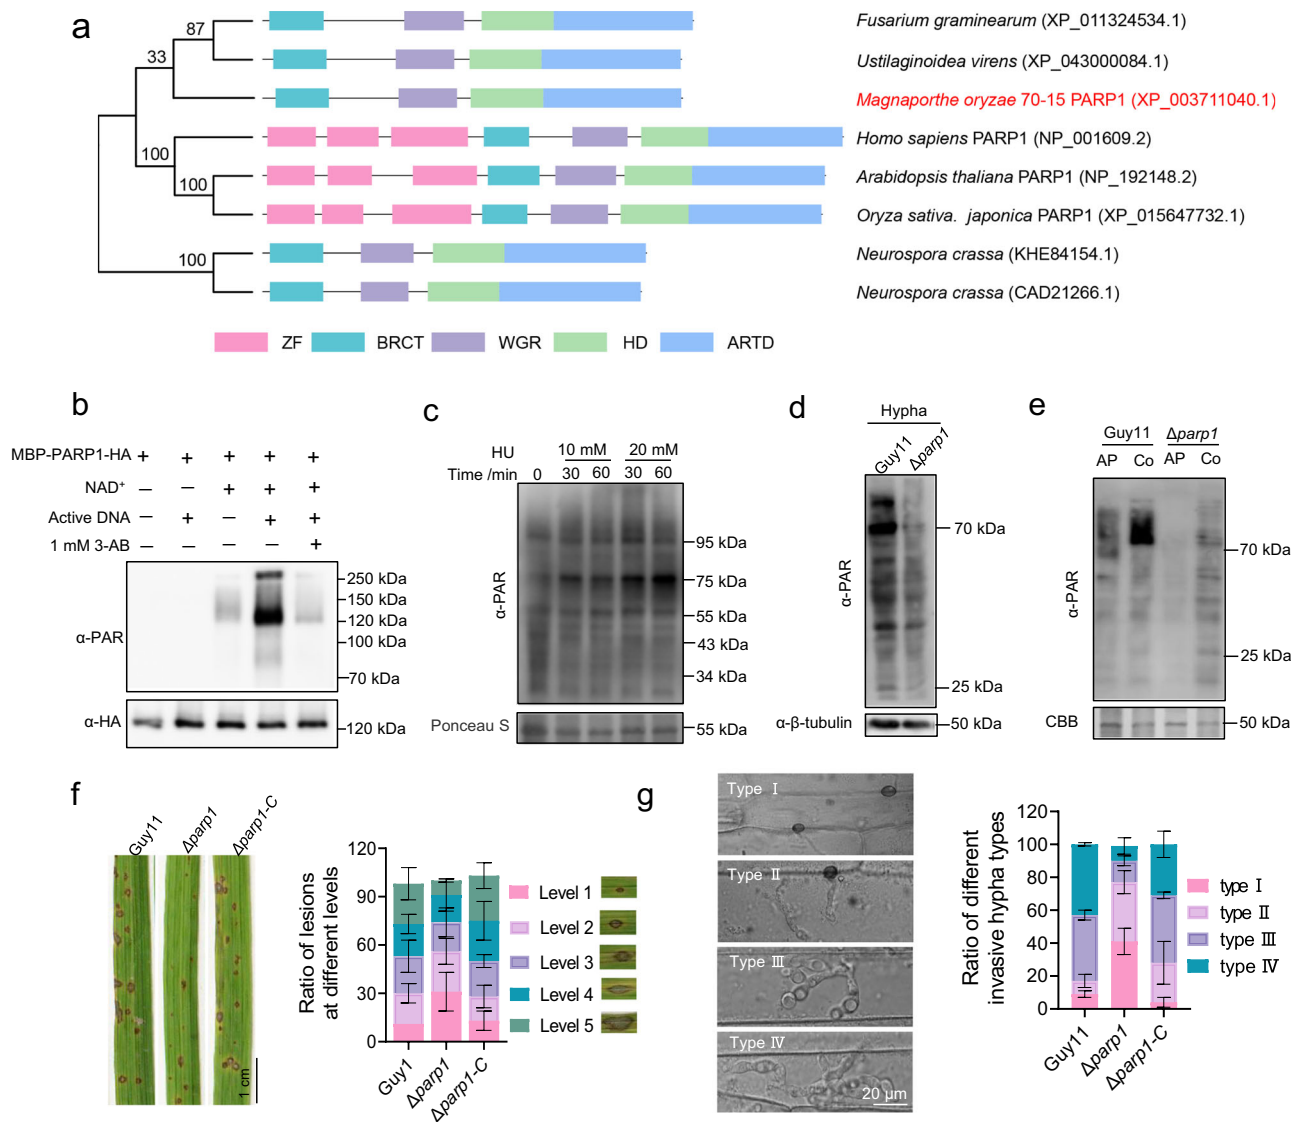 a
87
33
100
100
100
Fusarium graminearum (XP_011324534.1)
Ustilaginoidea virens (XP_043000084.1)
Magnaporthe oryzae 70-15 PARP1 (XP_003711040.1)
Homo sapiens PARP1 (NP_001609.2)
Arabidopsis thaliana PARP1 (NP_192148.2)
Oryza sativa. japonica PARP1 (XP_015647732.1)
Neurospora crassa (KHE84154.1)
Neurospora crassa (CAD21266.1)
ZF BRCT WGR HD ARTD
b
MBP-PARP1-HA + + + + +
NAD+ — — + + +
Active DNA — + — + +
1 mM 3-AB — — — — +
α-PAR
250 kDa
150 kDa
120 kDa
100 kDa
70 kDa
α-HA
120 kDa
c
HU 10 mM 20 mM
Time /min 0 30 60 30 60
α-PAR
95 kDa
75 kDa
55 kDa
43 kDa
34 kDa
Ponceau S
55 kDa
d
Hypha
Guy11 Δparp1
α-PAR
70 kDa
25 kDa
α-β-tubulin
50 kDa
e
Guy11 Δparp1
AP Co AP Co
α-PAR
70 kDa
25 kDa
CBB
50 kDa
f
Guy11 Δparp1 Δparp1-C
1 cm
Ratio of lesions
at different levels
120
90
60
30
0
Guy1 Δparp1 Δparp1-C
Level 1
Level 2
Level 3
Level 4
Level 5
g
Type Ⅰ
Type Ⅱ
Type Ⅲ
Type Ⅳ
20 μm
Ratio of different
invasive hypha types
120
100
80
60
40
20
0
Guy11 Δparp1 Δparp1-C
type Ⅰ
type Ⅱ
type Ⅲ
type Ⅳ